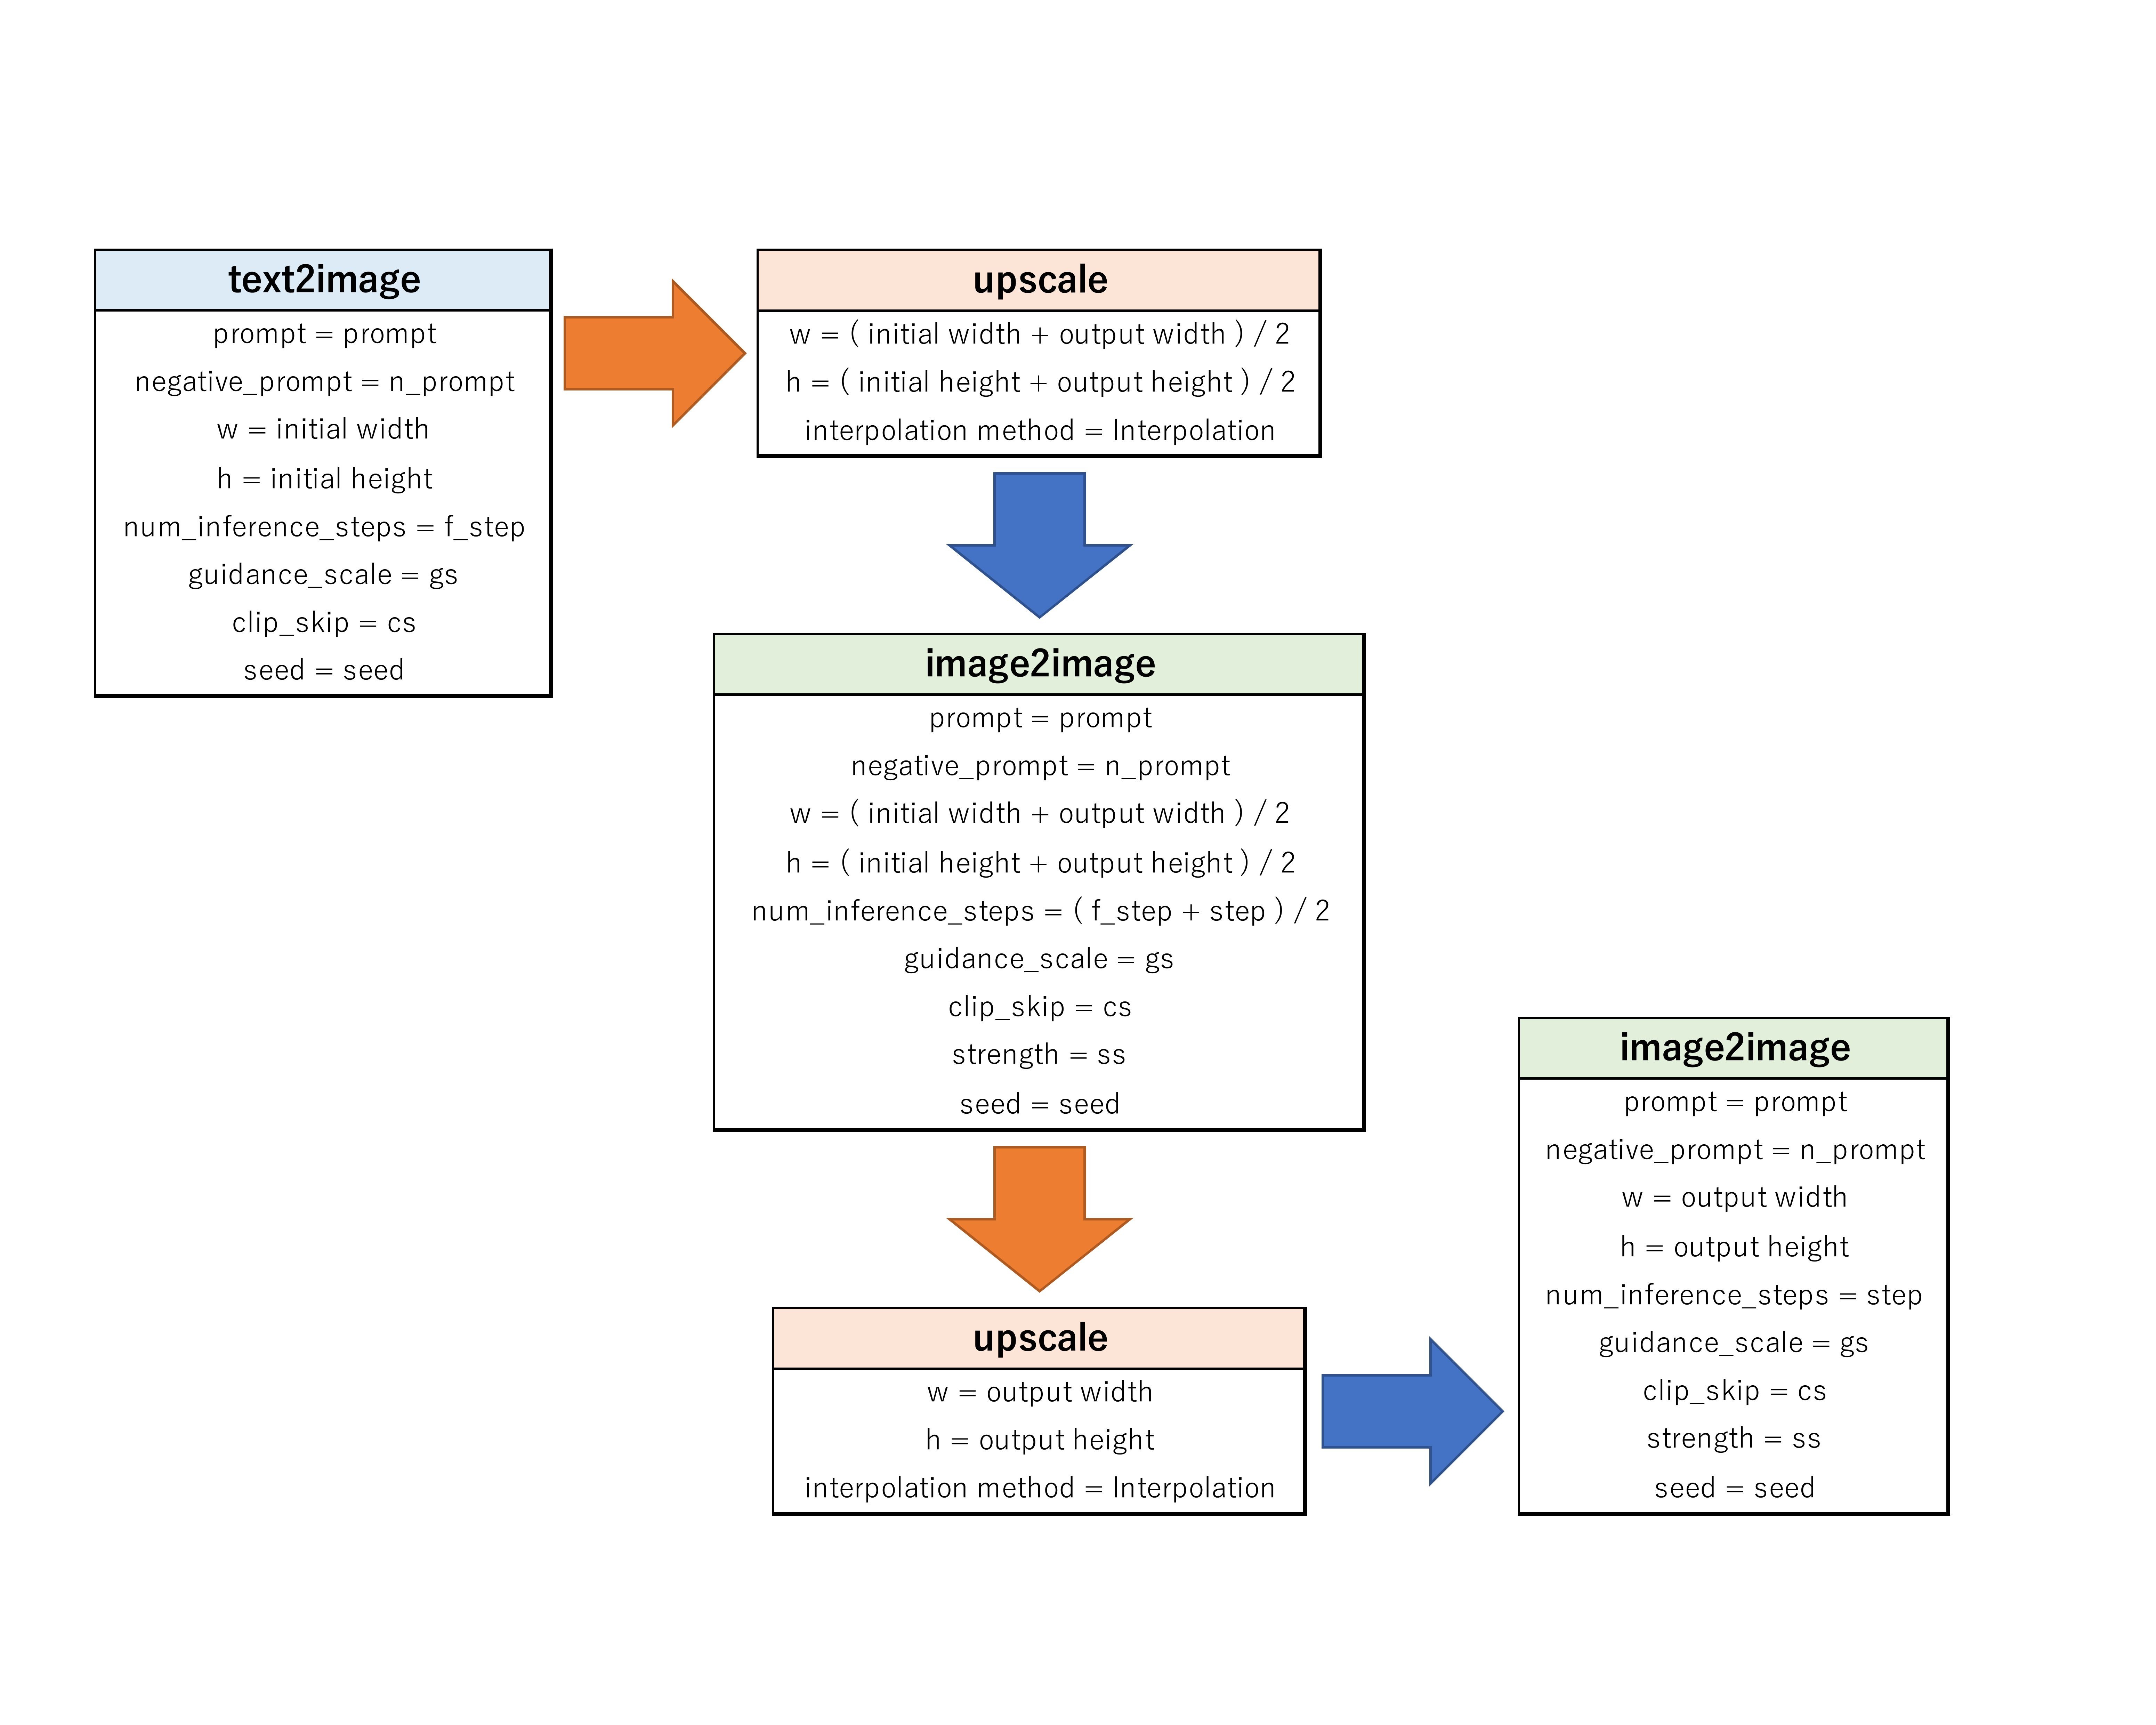 text2image
prompt = prompt
negative_prompt = n_prompt
w = initial width
h = initial height
num_inference_steps = f_step
guidance_scale = gs
clip_skip = cs
seed = seed
upscale
w = ( initial width + output width ) / 2
h = ( initial height + output height ) / 2
interpolation method = Interpolation
image2image
prompt = prompt
negative_prompt = n_prompt
w = ( initial width + output width ) / 2
h = ( initial height + output height ) / 2
num_inference_steps = ( f_step + step ) / 2
guidance_scale = gs
clip_skip = cs
strength = ss
seed = seed
upscale
w = output width
h = output height
interpolation method = Interpolation
image2image
prompt = prompt
negative_prompt = n_prompt
w = output width
h = output height
num_inference_steps = step
guidance_scale = gs
clip_skip = cs
strength = ss
seed = seed